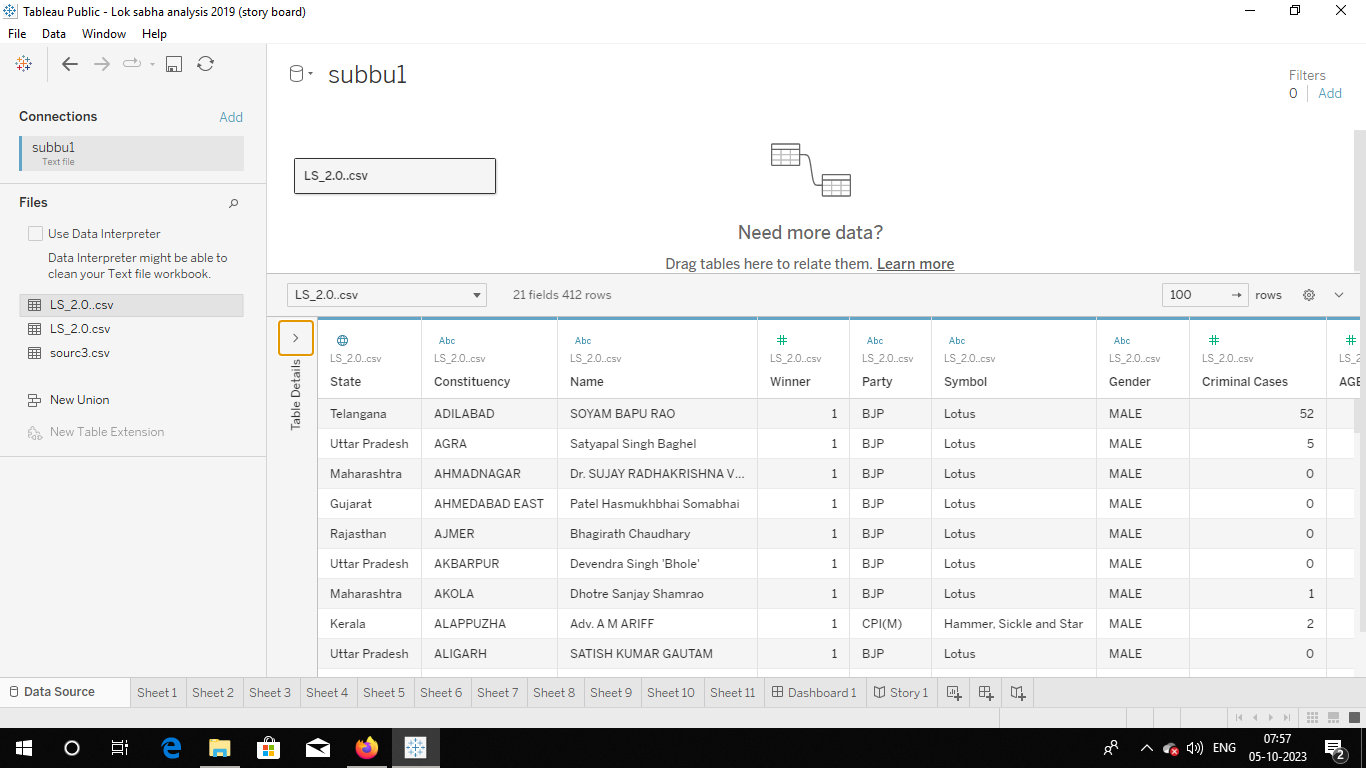 Tableau Public - Lok sabha analysis 2019 (story board)
File Data Window Help
Connections Add
subbu1
Text file
Files
Use Data Interpreter
Data Interpreter might be able to
clean your Text file workbook.
LS_2.0..csv
LS_2.0.csv
sourc3.csv
New Union
New Table Extension
subbu1
Filters
0 Add
LS_2.0..csv
Need more data?
Drag tables here to relate them. Learn more
LS_2.0..csv 21 fields 412 rows 100 rows
Table Details
Abc Abc Abc Abc Abc
LS_2.0..csv LS_2.0..csv LS_2.0..csv LS_2.0..csv LS_2.0..csv LS_2.0..csv LS_2.0..csv LS_2.0..csv LS_2
State Constituency Name Winner Party Symbol Gender Criminal Cases AGE
Telangana ADILABAD SOYAM BAPU RAO 1 BJP Lotus MALE 52
Uttar Pradesh AGRA Satyapal Singh Baghel 1 BJP Lotus MALE 5
Maharashtra AHMADNAGAR Dr. SUJAY RADHAKRISHNA V... 1 BJP Lotus MALE 0
Gujarat AHMEDABAD EAST Patel Hasmukhbhai Somabhai 1 BJP Lotus MALE 0
Rajasthan AJMER Bhagirath Chaudhary 1 BJP Lotus MALE 0
Uttar Pradesh AKBARPUR Devendra Singh 'Bhole' 1 BJP Lotus MALE 0
Maharashtra AKOLA Dhotre Sanjay Shamrao 1 BJP Lotus MALE 1
Kerala ALAPPUZHA Adv. A M ARIFF 1 CPI(M) Hammer, Sickle and Star MALE 2
Uttar Pradesh ALIGARH SATISH KUMAR GAUTAM 1 BJP Lotus MALE 0
Data Source Sheet 1 Sheet 2 Sheet 3 Sheet 4 Sheet 5 Sheet 6 Sheet 7 Sheet 8 Sheet 9 Sheet 10 Sheet 11 Dashboard 1 Story 1
ENG
07:57
05-10-2023
2